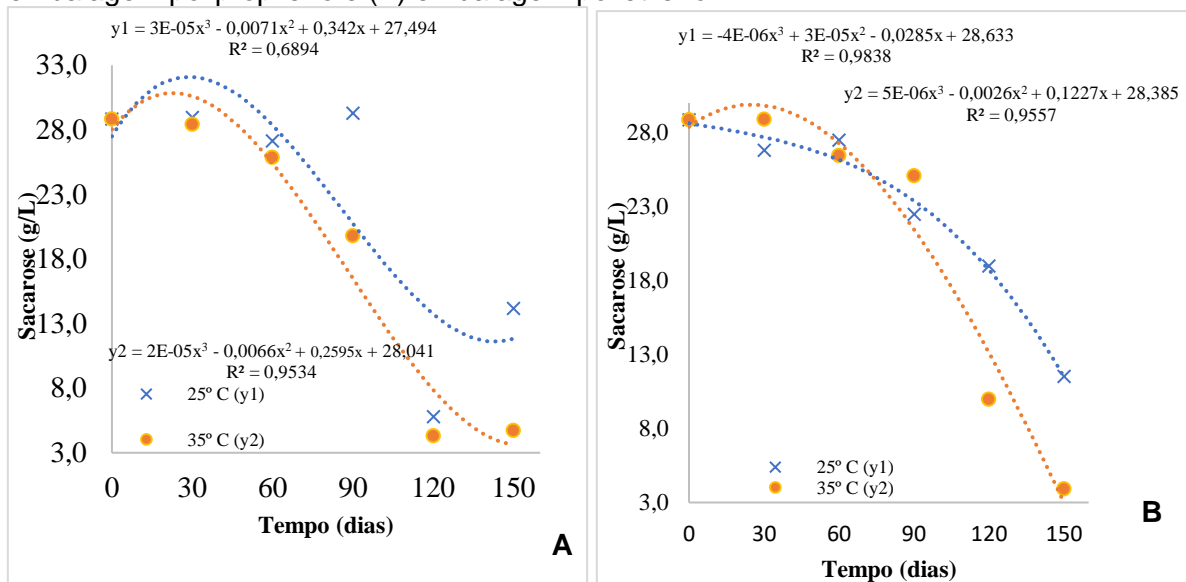 y1 = 3E-05x³ - 0,0071x² + 0,342x + 27,494
R² = 0,6894
33,0
28,0
23,0
18,0
13,0
8,0
3,0
Sacarose (g/L)
y2 = 2E-05x³ - 0,0066x² + 0,2595x + 28,041
R² = 0,9534
25º C (y1)
35º C (y2)
0 30 60 90 120 150
Tempo (dias)
A
y1 = -4E-06x³ + 3E-05x² - 0,0285x + 28,633
R² = 0,9838
y2 = 5E-06x³ - 0,0026x² + 0,1227x + 28,385
R² = 0,9557
28,0
23,0
18,0
13,0
8,0
3,0
Sacarose (g/L)
25º C (y1)
35º C (y2)
0 30 60 90 120 150
Tempo (dias)
B